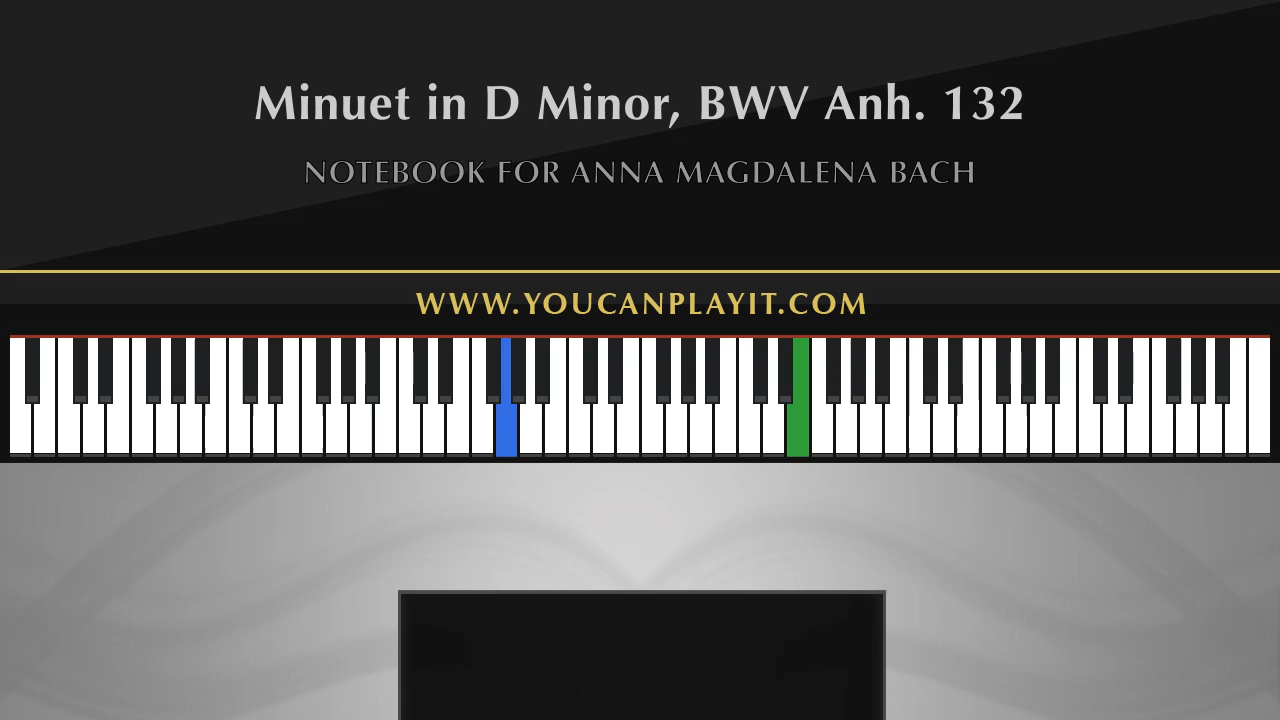 Minuet in D Minor, BWV Anh. 132
NOTEBOOK FOR ANNA MAGDALENA BACH
WWW.YOUCANPLAYIT.COM